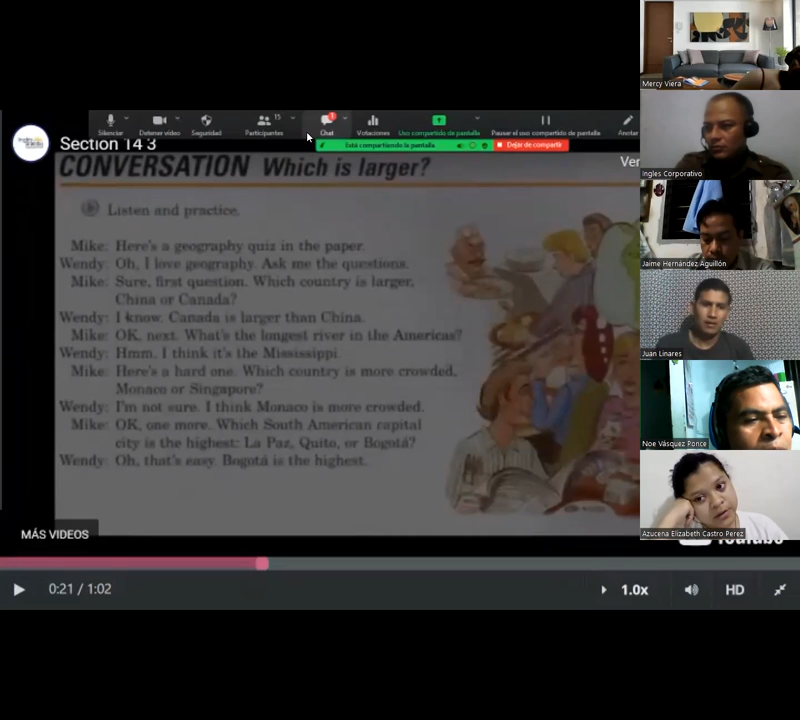 Silenciar
Detener video
Seguridad
Participantes
15
Chat
1
Votaciones
Uso compartido de pantalla
Pausar el uso compartido de pantalla
Anotar
Está compartiendo la pantalla
Dejar de compartir
Section 14 3
Ver
CONVERSATION Which is larger?
Listen and practice.
Mike: Here's a geography quiz in the paper.
Wendy: Oh, I love geography. Ask me the questions.
Mike: Sure, first question. Which country is larger,
China or Canada?
Wendy: I know. Canada is larger than China.
Mike: OK, next. What's the longest river in the Americas?
Wendy: Hmm. I think it's the Mississippi.
Mike: Here's a hard one. Which country is more crowded,
Monaco or Singapore?
Wendy: I'm not sure. I think Monaco is more crowded.
Mike: OK, one more. Which South American capital
city is the highest: La Paz, Quito, or Bogotá?
Wendy: Oh, that's easy. Bogotá is the highest.
MÁS VIDEOS
0:21 / 1:02
1.0x
HD
Mercy Viera
Ingles Corporativo
Jaime Hernández Aguillón
Juan Linares
Noe Vásquez Ponce
Azucena Elizabeth Castro Perez